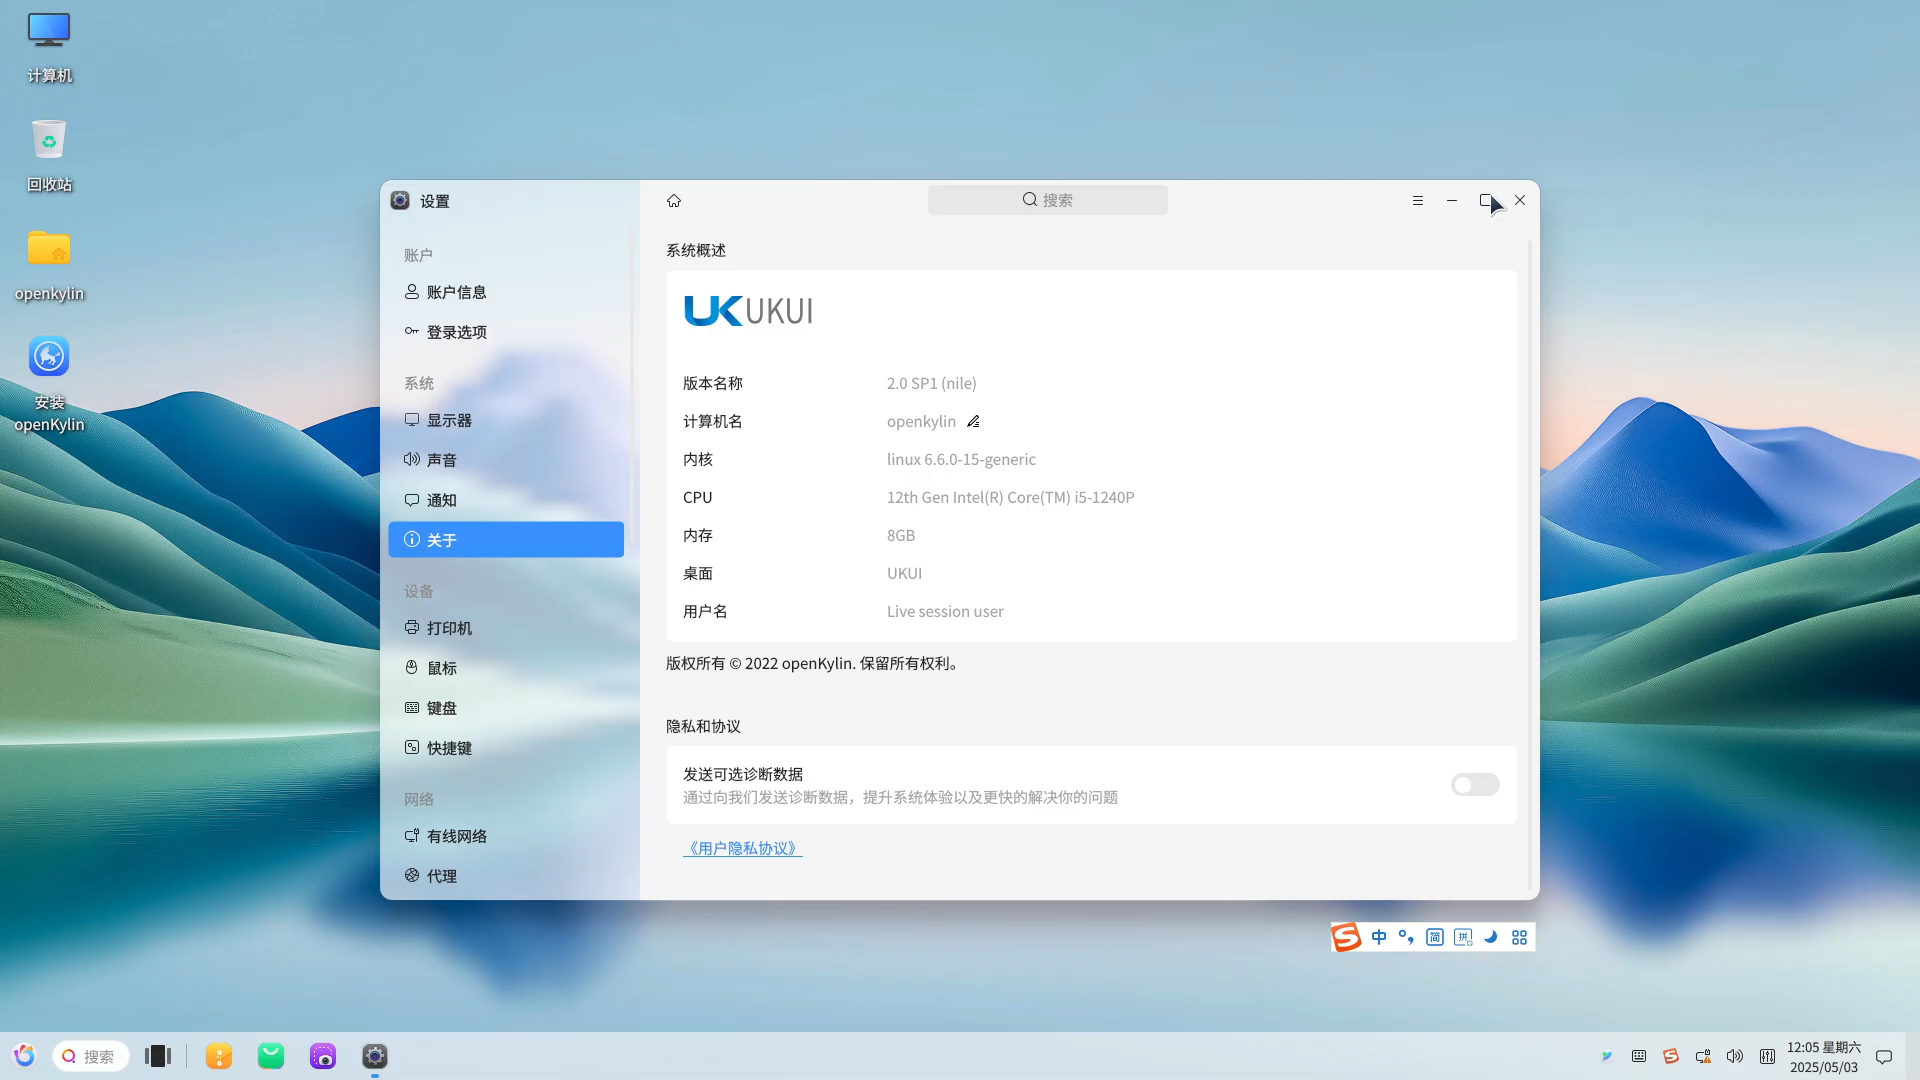 计算机
回收站
openkylin
安装
openKylin
设置
搜索
账户
账户信息
登录选项
系统
显示器
声音
通知
关于
设备
打印机
鼠标
键盘
快捷键
网络
有线网络
代理
系统概述
UK UKUI
版本名称 2.0 SP1 (nile)
计算机名 openkylin
内核 linux 6.6.0-15-generic
CPU 12th Gen Intel(R) Core(TM) i5-1240P
内存 8GB
桌面 UKUI
用户名 Live session user
版权所有 © 2022 openKylin. 保留所有权利。
隐私和协议
发送可选诊断数据
通过向我们发送诊断数据，提升系统体验以及更快的解决你的问题
《用户隐私协议》
S 中 简 拼
搜索
12:05 星期六
2025/05/03